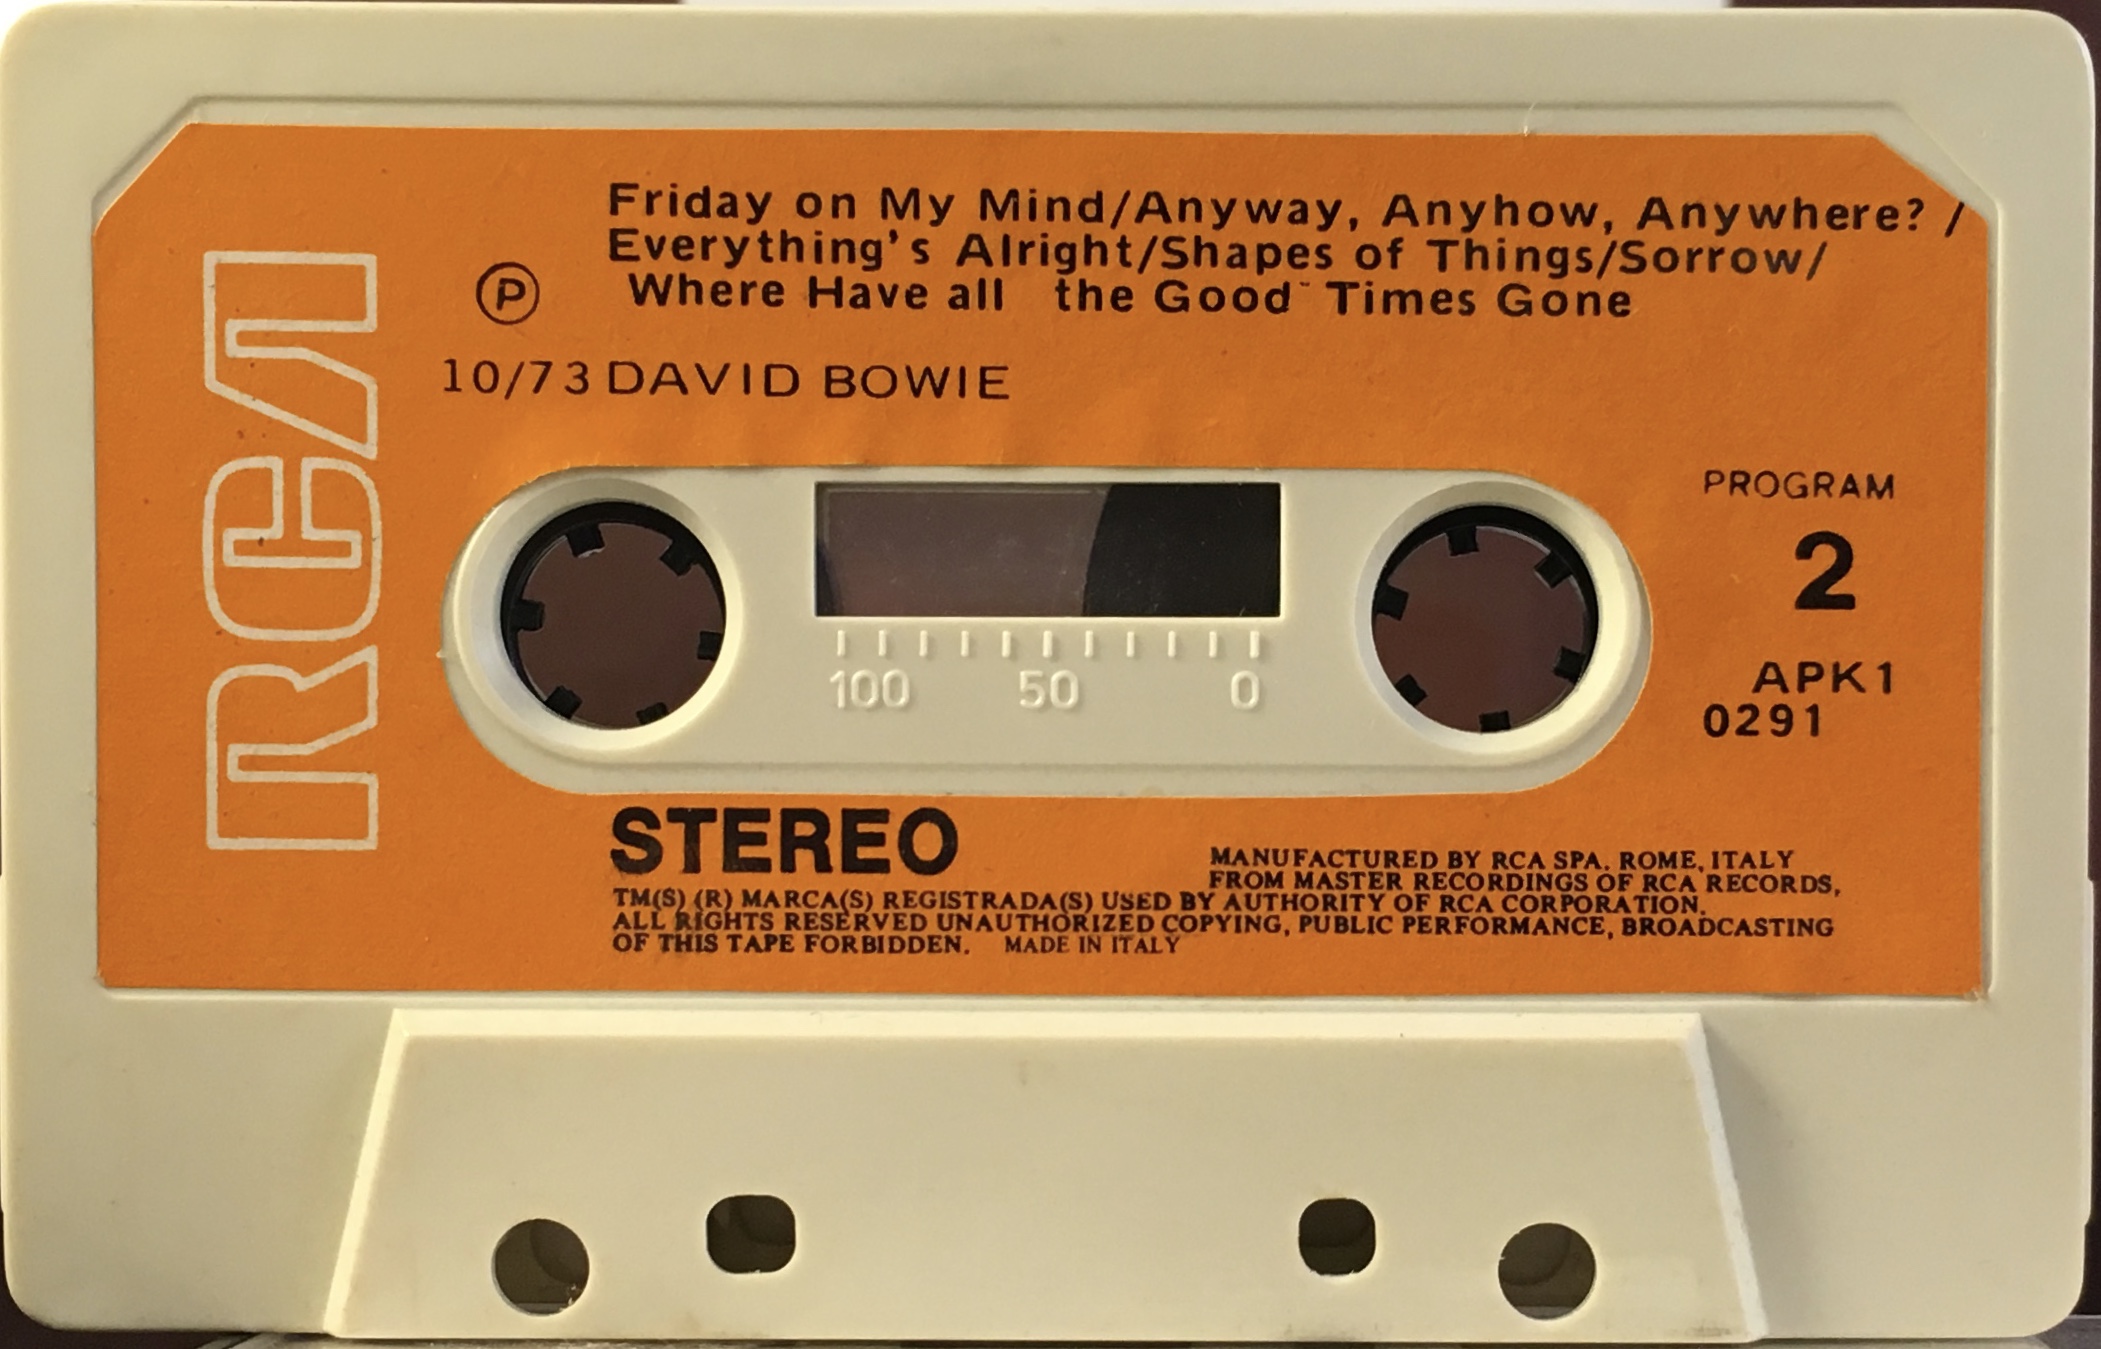 Friday on My Mind/Anyway, Anyhow, Anywhere? /
Everything's Alright/Shapes of Things/Sorrow/
Where Have all the Good Times Gone
Ⓟ
10/73 DAVID BOWIE
RCA
PROGRAM
2
APK1
0291
100 50 0
STEREO
MANUFACTURED BY RCA SPA. ROME, ITALY
FROM MASTER RECORDINGS OF RCA RECORDS,
TM(S) (R) MARCA(S) REGISTRADA(S) USED BY AUTHORITY OF RCA CORPORATION.
ALL RIGHTS RESERVED UNAUTHORIZED COPYING, PUBLIC PERFORMANCE, BROADCASTING
OF THIS TAPE FORBIDDEN. MADE IN ITALY